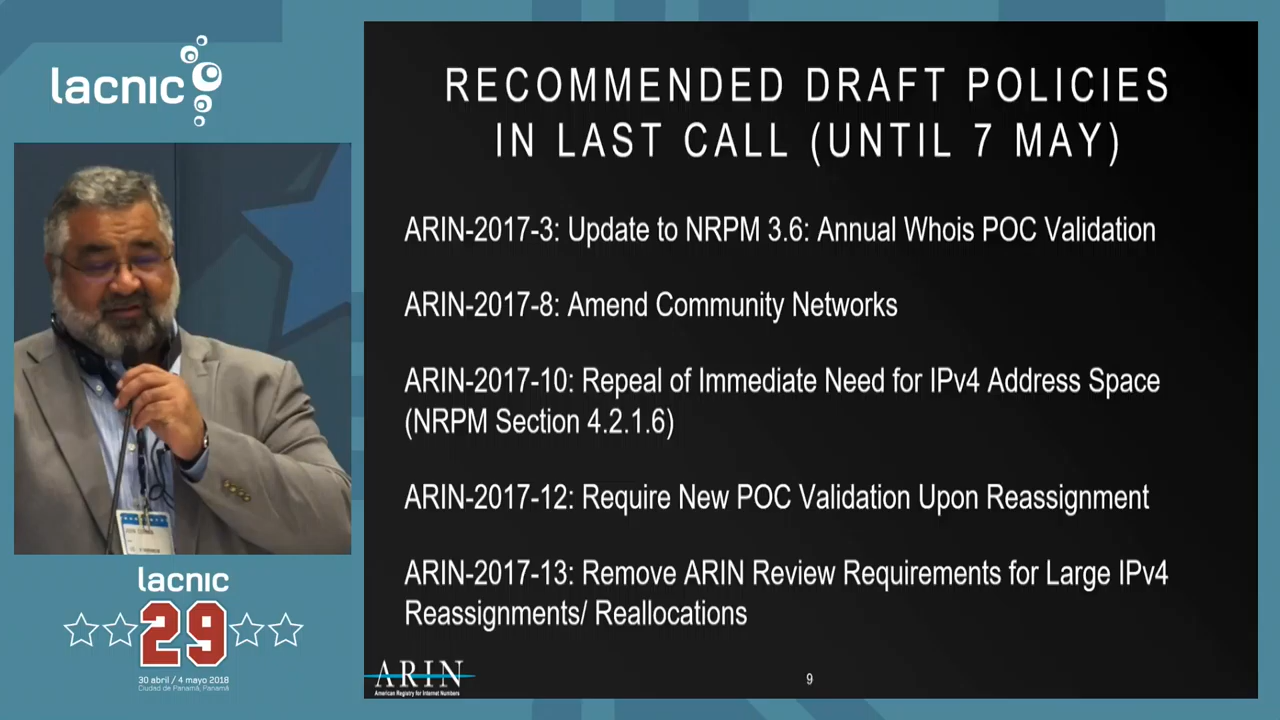 lacnic
RECOMMENDED DRAFT POLICIES
IN LAST CALL (UNTIL 7 MAY)
ARIN-2017-3: Update to NRPM 3.6: Annual Whois POC Validation
ARIN-2017-8: Amend Community Networks
ARIN-2017-10: Repeal of Immediate Need for IPv4 Address Space
(NRPM Section 4.2.1.6)
ARIN-2017-12: Require New POC Validation Upon Reassignment
ARIN-2017-13: Remove ARIN Review Requirements for Large IPv4
Reassignments/ Reallocations
ARIN
American Registry for Internet Numbers
9
lacnic
29
30 abril / 4 mayo 2018
Ciudad de Panamá, Panamá